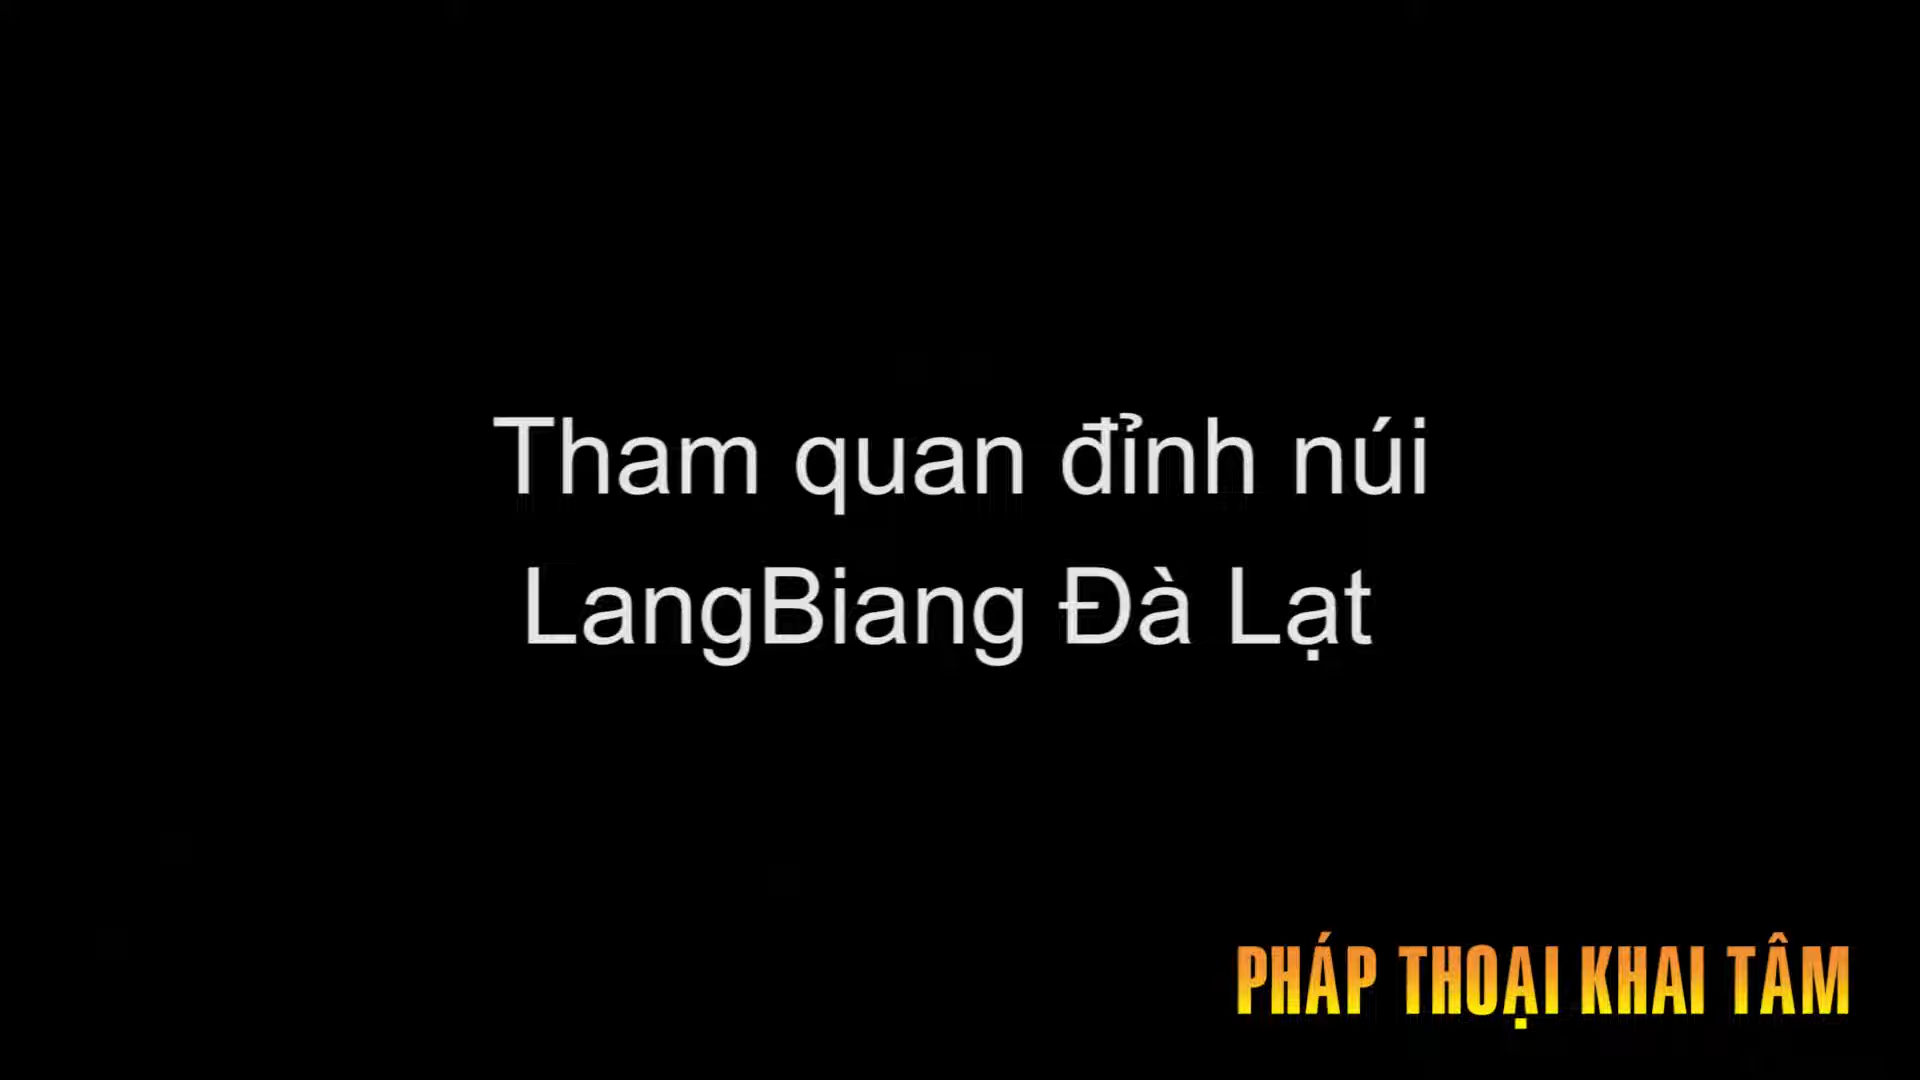 Tham quan đỉnh núi
LangBiang Đà Lạt
PHÁP THOẠI KHAI TÂM